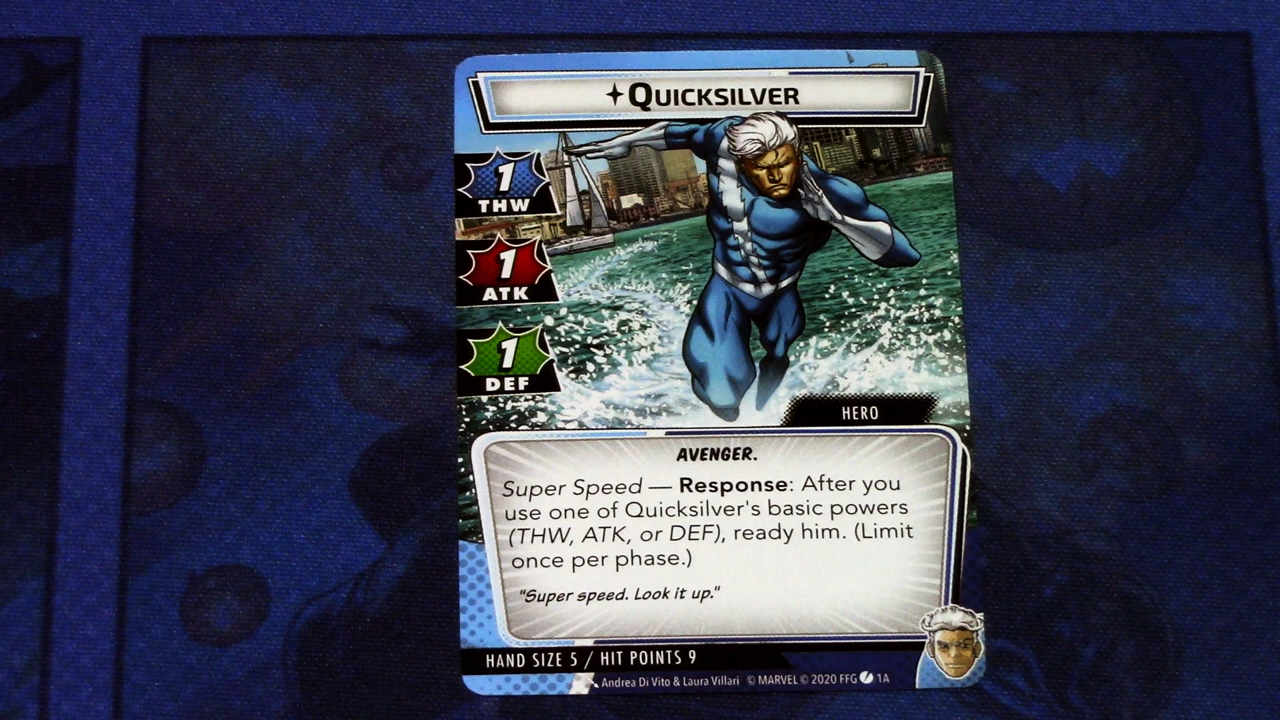 QUICKSILVER
1
THW
1
ATK
1
DEF
HERO
AVENGER.
Super Speed — Response: After you
use one of Quicksilver's basic powers
(THW, ATK, or DEF), ready him. (Limit
once per phase.)
"Super speed. Look it up."
HAND SIZE 5 / HIT POINTS 9
Andrea Di Vito & Laura Villari © MARVEL © 2020 FFG 1A